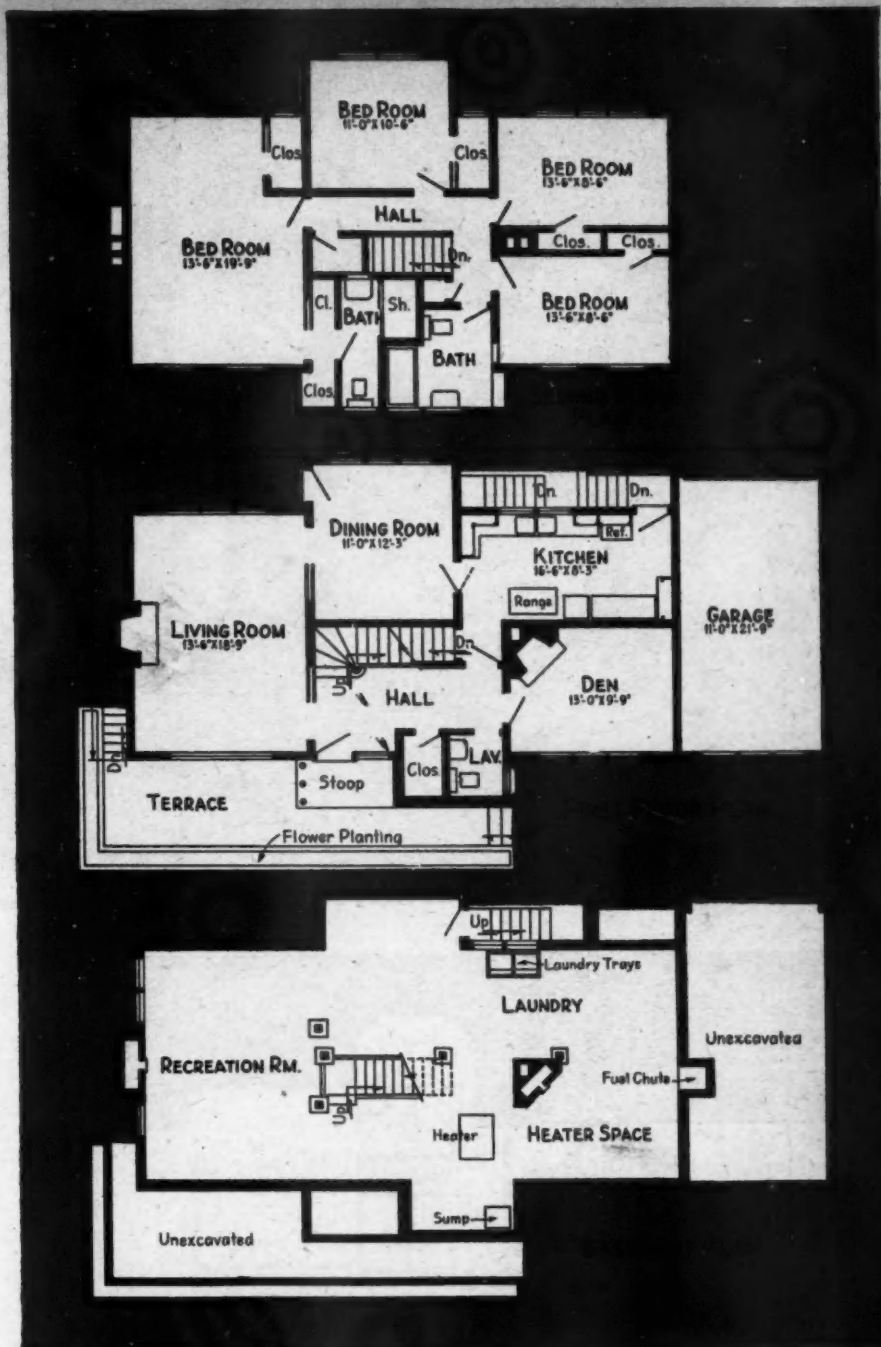 BED ROOM
11'-0"X10'-6"
Clos.
Clos.
BED ROOM
13'-6"X8'-6"
HALL
BED ROOM
13'-6"X19'-9"
Clos.
Clos.
Dn.
Cl.
BATH
Sh.
BED ROOM
13'-6"X8'-6"
BATH
Clos.
Dn.
Dn.
DINING ROOM
11'-0"X12'-3"
Ref.
KITCHEN
16'-6"X8'-3"
Range
GARAGE
11'-0"X21'-9"
LIVING ROOM
13'-6"X18'-9"
Dn.
DEN
13'-0"X9'-9"
Up
HALL
Dn.
Clos.
LAV.
Stoop
TERRACE
Flower Planting
Up
Laundry Trays
LAUNDRY
Unexcavated
RECREATION RM.
Fuel Chute
Up
Heater
HEATER SPACE
Sump
Unexcavated